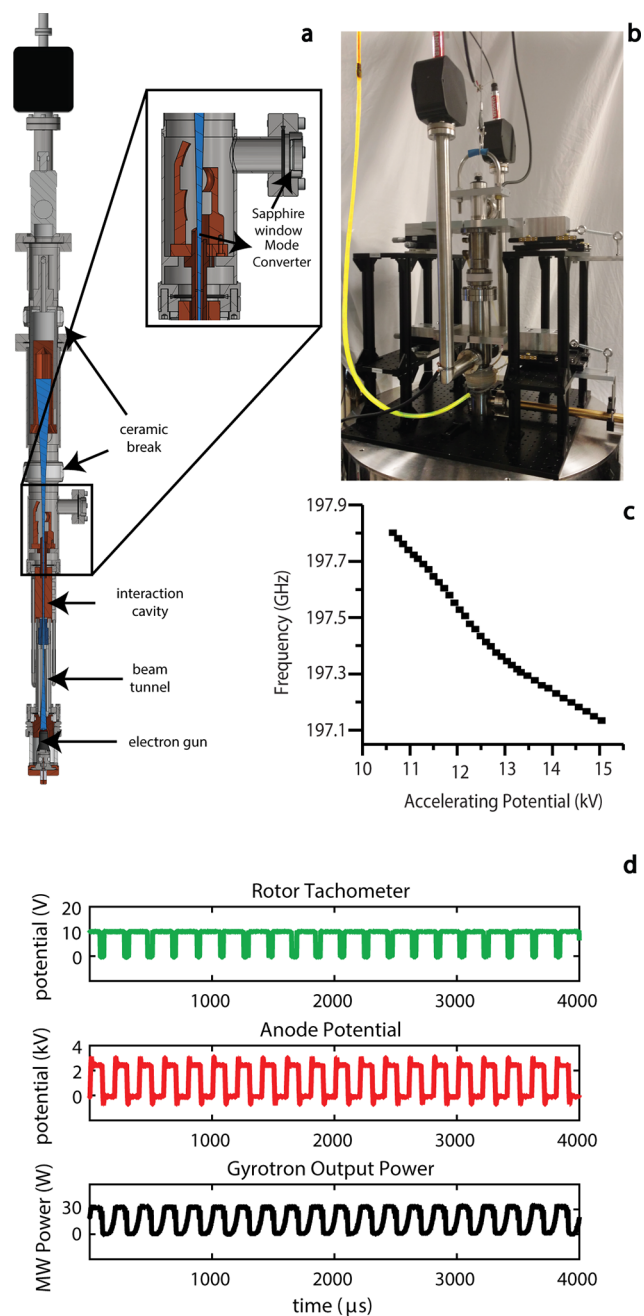 a
b
Sapphire
window
Mode
Converter
ceramic
break
interaction
cavity
beam
tunnel
electron gun
c
197.9
197.7
197.5
197.3
197.1
Frequency (GHz)
10 11 12 13 14 15
Accelerating Potential (kV)
d
Rotor Tachometer
potential (V)
20
10
0
1000 2000 3000 4000
Anode Potential
potential (kV)
4
2
0
1000 2000 3000 4000
Gyrotron Output Power
MW Power (W)
30
0
1000 2000 3000 4000
time (µs)